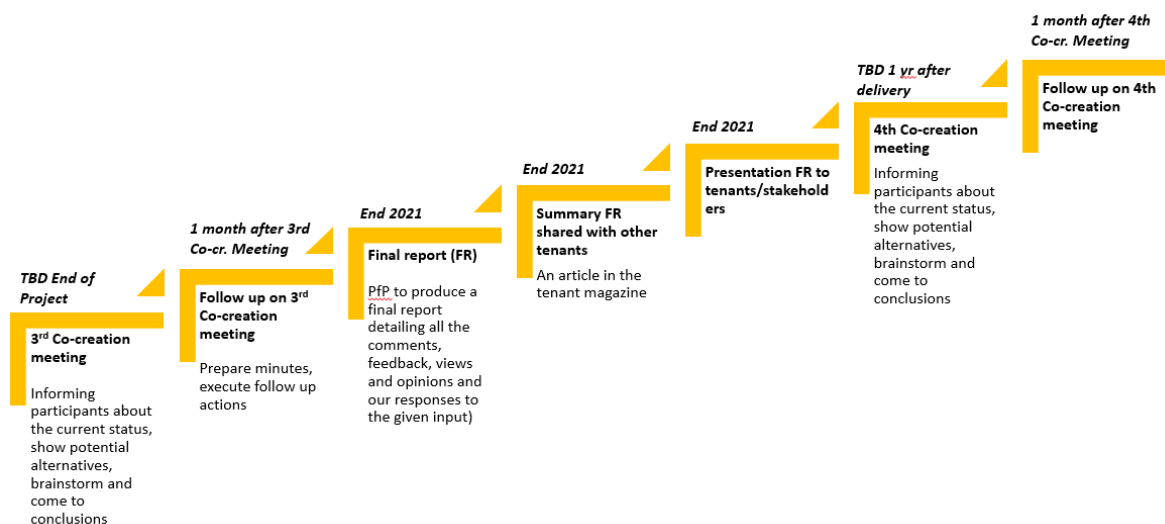 TBD End of
Project
3rd Co-creation
meeting
Informing
participants about
the current status,
show potential
alternatives,
brainstorm and
come to
conclusions
1 month after 3rd
Co-cr. Meeting
Follow up on 3rd
Co-creation
meeting
Prepare minutes,
execute follow up
actions
End 2021
Final report (FR)
PfP to produce a
final report
detailing all the
comments,
feedback, views
and opinions and
our responses to
the given input)
End 2021
Summary FR
shared with other
tenants
An article in the
tenant magazine
End 2021
Presentation FR to
tenants/stakehold
ers
TBD 1 yr after
delivery
4th Co-creation
meeting
Informing
participants about
the current status,
show potential
alternatives,
brainstorm and
come to
conclusions
1 month after 4th
Co-cr. Meeting
Follow up on 4th
Co-creation
meeting